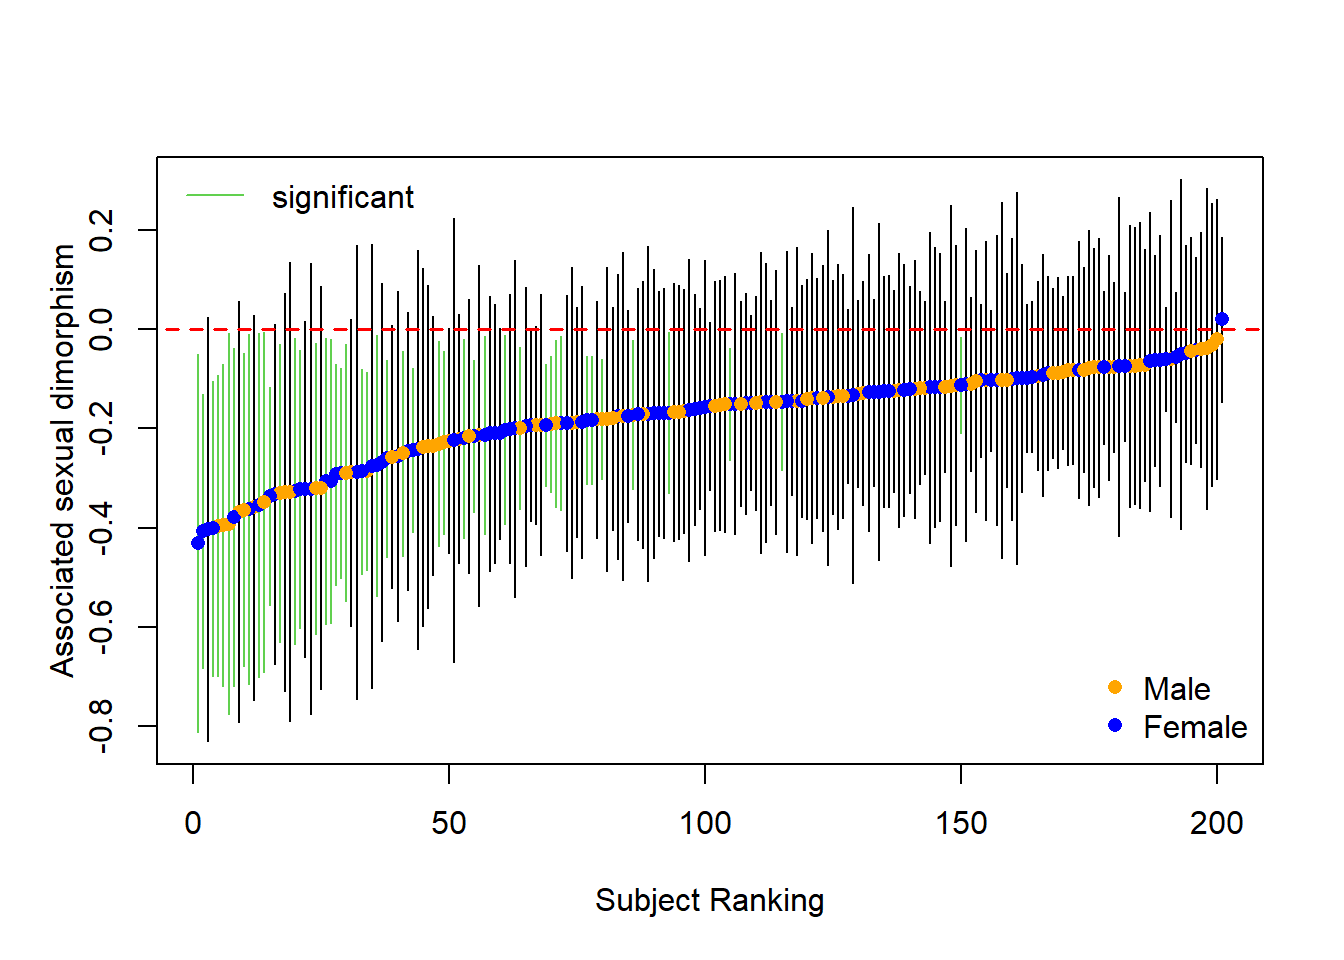 significant
Associated sexual dimorphism
0.2
0.0
-0.2
-0.4
-0.6
-0.8
Male
Female
0 50 100 150 200
Subject Ranking